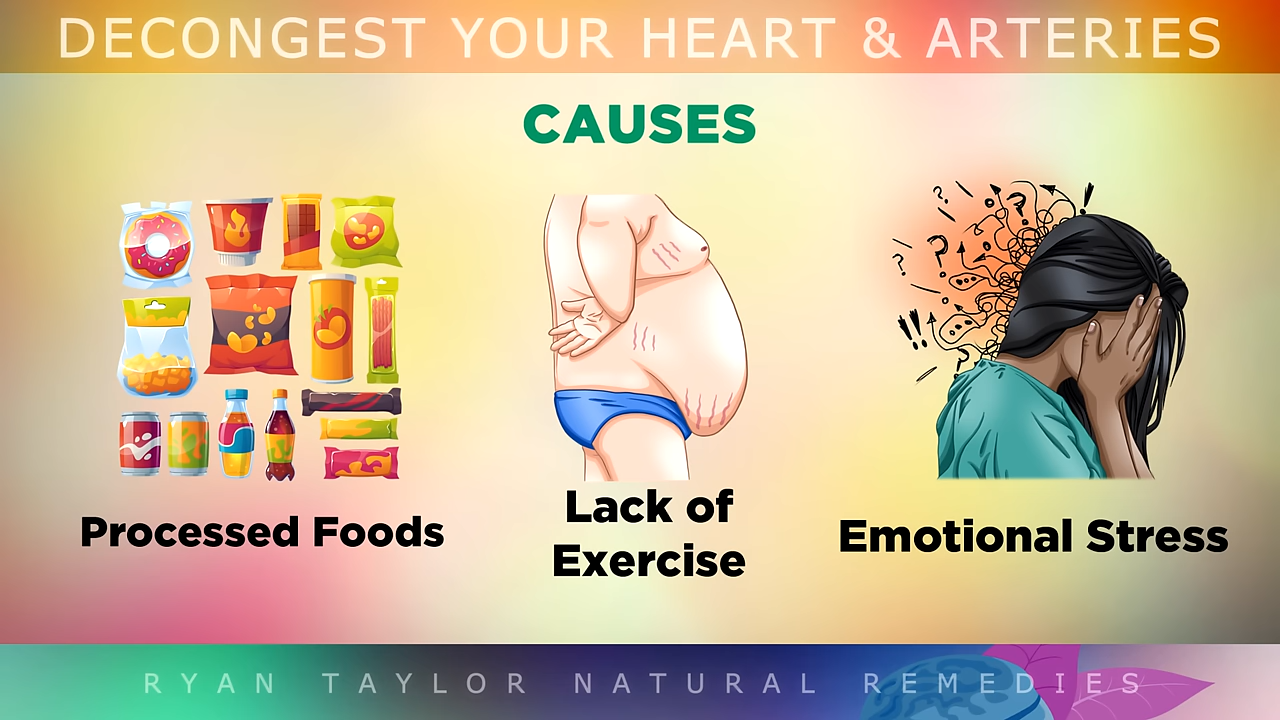 DECONGEST YOUR HEART & ARTERIES
CAUSES
Processed Foods
Lack of
Exercise
Emotional Stress
RYAN TAYLOR NATURAL REMEDIES